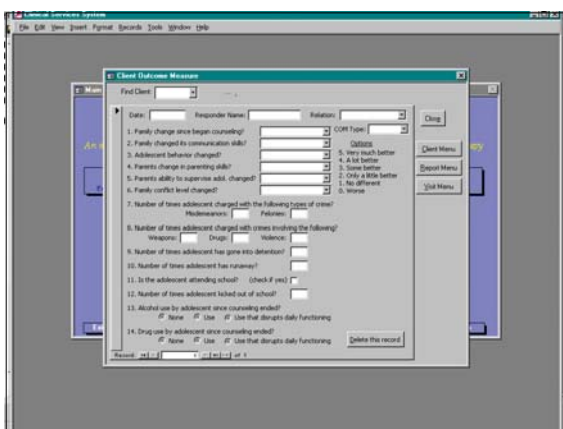 Clinical Services System
File Edit View Insert Format Records Tools Window Help
Main
Client Outcome Measure
Find Client:
Date: Responder Name: Relation:
Close
1. Family change since began counseling? COM Type:
2. Family changed its communication skills? Options
3. Adolescent behavior changed? 5. Very much better
4. Parents change in parenting skills? 4. A lot better
5. Parents ability to supervise adol. changed? 3. Some better
6. Family conflict level changed? 2. Only a little better
1. No different
0. Worse
Client Menu
Report Menu
Visit Menu
7. Number of times adolescent charged with the following types of crime?
Misdemeanors: Felonies:
8. Number of times adolescent charged with crimes involving the following?
Weapons: Drugs: Violence:
9. Number of times adolescent has gone into detention?
10. Number of times adolescent has runaway?
11. Is the adolescent attending school? (check if yes)
12. Number of times adolescent kicked out of school?
13. Alcohol use by adolescent since counseling ended?
None Use Use that disrupts daily functioning
14. Drug use by adolescent since counseling ended?
None Use Use that disrupts daily functioning
Delete this record
Record: of 1